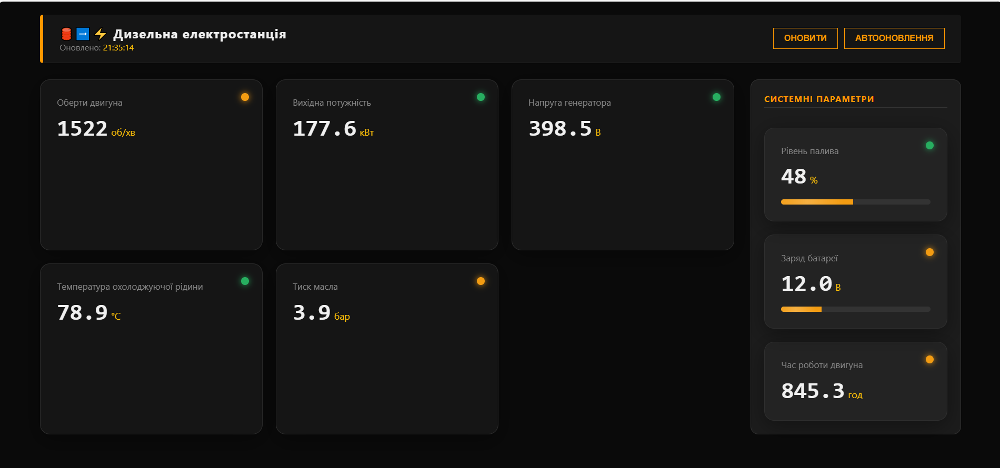 Дизельна електростанція
Оновлено: 21:35:14
ОНОВИТИ
АВТООНОВЛЕННЯ
Оберти двигуна
1522 об/хв
Вихідна потужність
177.6 кВт
Напруга генератора
398.5 В
Температура охолоджуючої рідини
78.9 °C
Тиск масла
3.9 бар
СИСТЕМНІ ПАРАМЕТРИ
Рівень палива
48 %
Заряд батареї
12.0 В
Час роботи двигуна
845.3 год